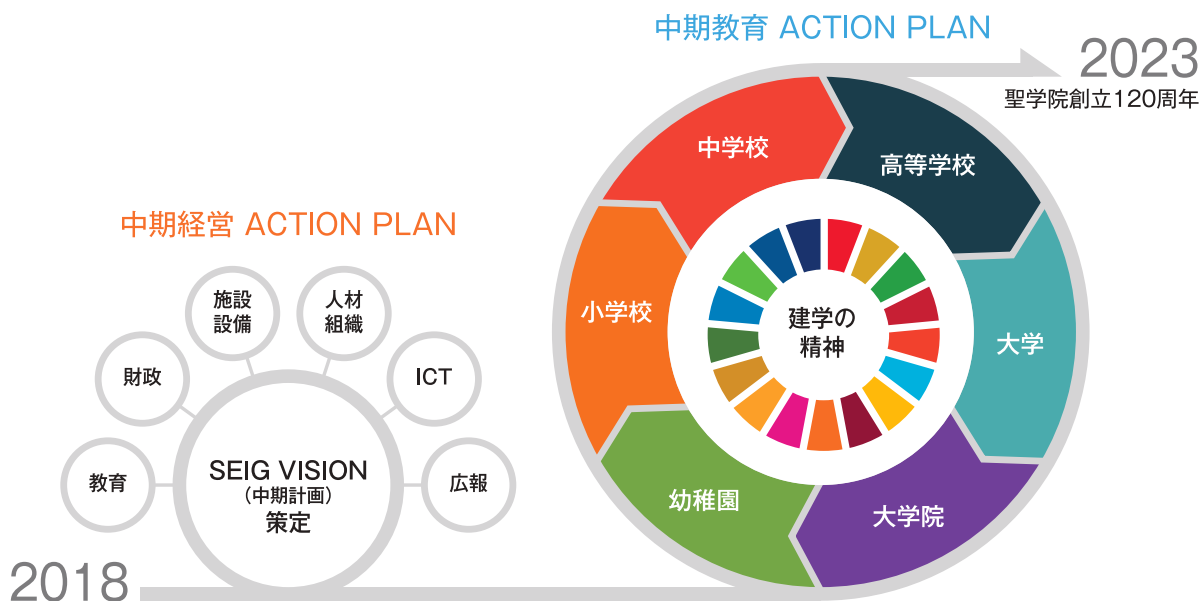 中期教育 ACTION PLAN
2023
聖学院創立120周年
中学校
高等学校
小学校
建学の
精神
大学
幼稚園
大学院
中期経営 ACTION PLAN
施設
設備
人材
組織
財政
ICT
教育
SEIG VISION
（中期計画）
策定
広報
2018